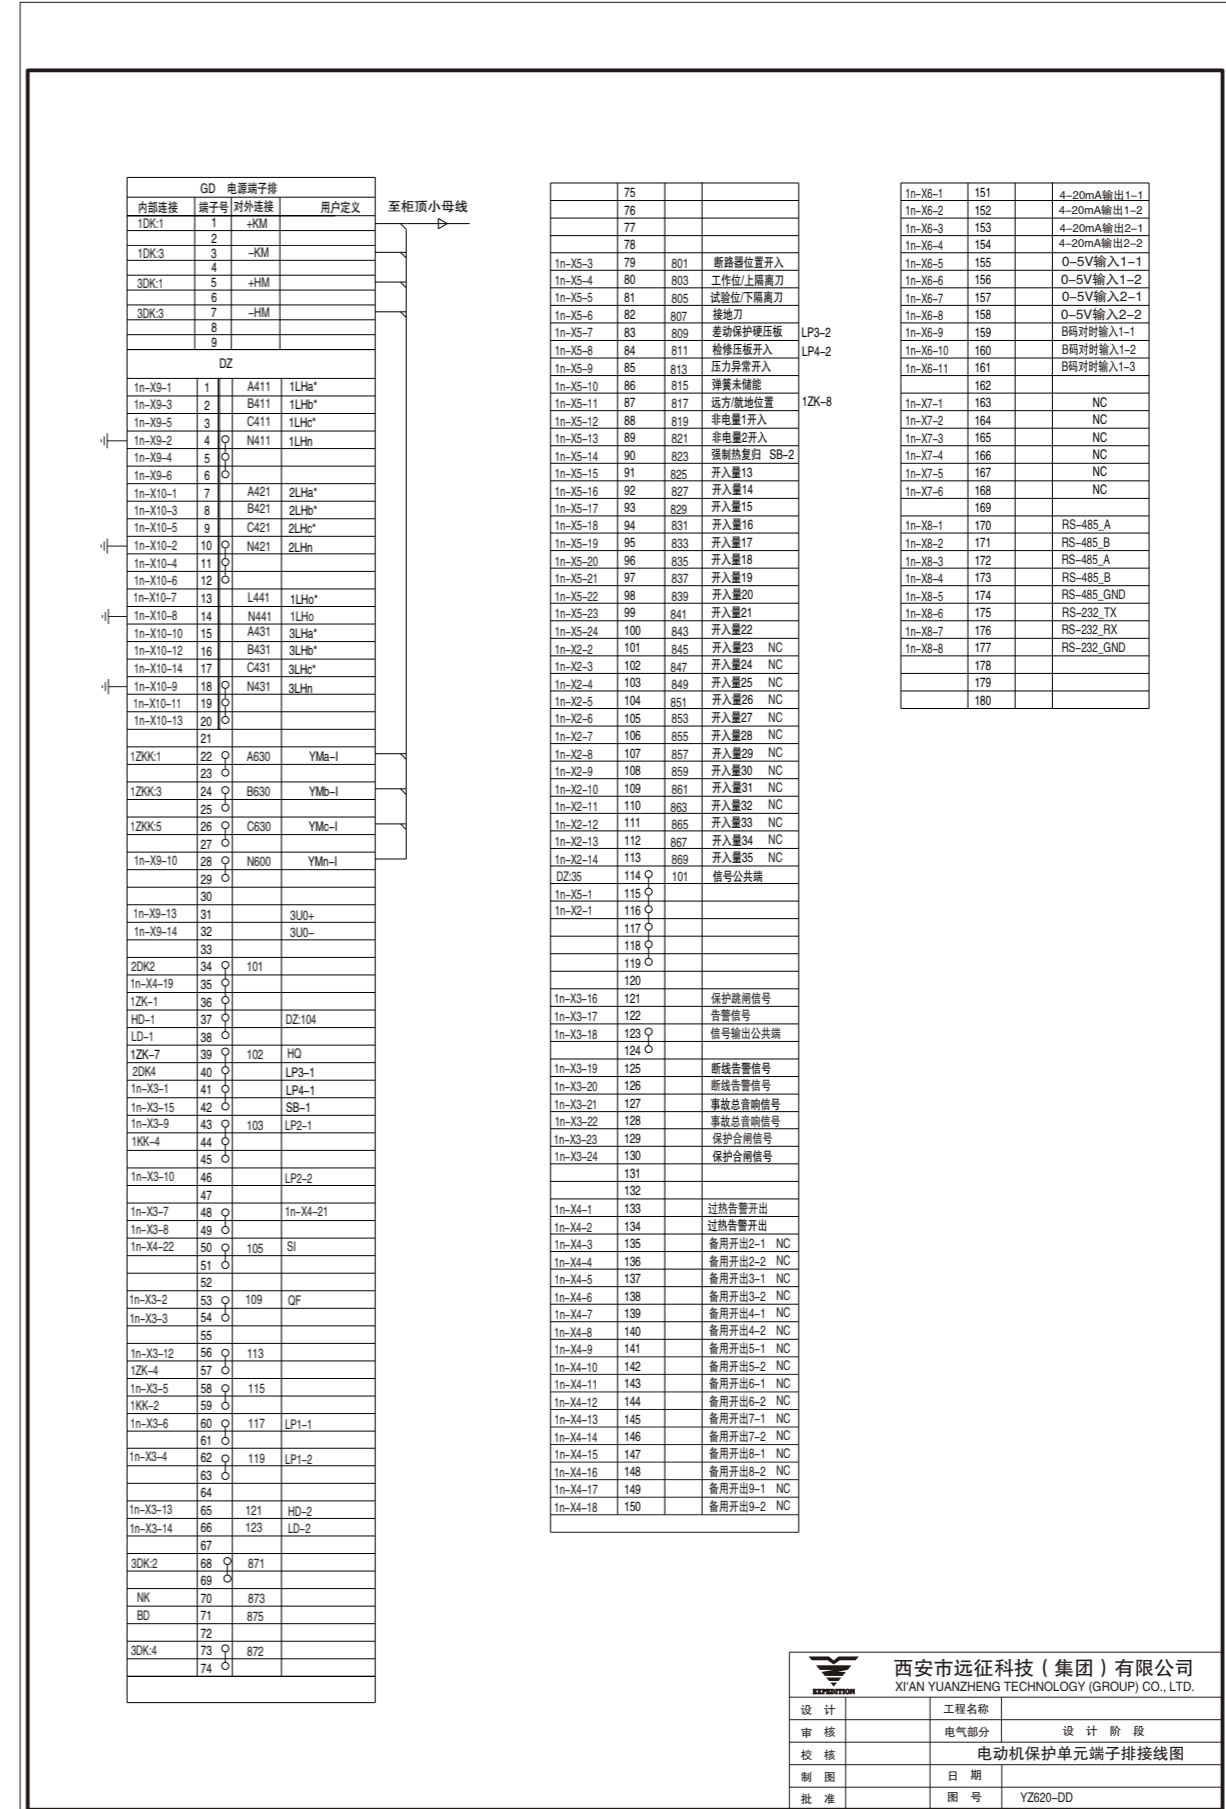 GD 电源端子排
内部连接 端子号 对外连接 用户定义
1DK:1 1 +KM
2
1DK:3 3 -KM
4
3DK:1 5 +HM
6
3DK:3 7 -HM
8
9
至柜顶小母线
DZ
1n-X9-1 1 A411 1LHa*
1n-X9-3 2 B411 1LHb*
1n-X9-5 3 C411 1LHc*
1n-X9-2 4 N411 1LHn
1n-X9-4 5
1n-X9-6 6
1n-X10-1 7 A421 2LHa*
1n-X10-3 8 B421 2LHb*
1n-X10-5 9 C421 2LHc*
1n-X10-2 10 N421 2LHn
1n-X10-4 11
1n-X10-6 12
1n-X10-7 13 L441 1LHo*
1n-X10-8 14 N441 1LHo
1n-X10-10 15 A431 3LHa*
1n-X10-12 16 B431 3LHb*
1n-X10-14 17 C431 3LHc*
1n-X10-9 18 N431 3LHn
1n-X10-11 19
1n-X10-13 20
21
1ZKK:1 22 A630 YMa-I
23
1ZKK:3 24 B630 YMb-I
25
1ZKK:5 26 C630 YMc-I
27
1n-X9-10 28 N600 YMn-I
29
30
1n-X9-13 31 3U0+
1n-X9-14 32 3U0-
33
2DK2 34 101
1n-X4-19 35
1ZK-1 36
HD-1 37 DZ:104
LD-1 38
1ZK-7 39 102 HQ
2DK4 40 LP3-1
1n-X3-1 41 LP4-1
1n-X3-15 42 SB-1
1n-X3-9 43 103 LP2-1
1KK-4 44
45
1n-X3-10 46 LP2-2
47
1n-X3-7 48 1n-X4-21
1n-X3-8 49
1n-X4-22 50 105 SI
51
52
1n-X3-2 53 109 QF
1n-X3-3 54
55
1n-X3-12 56 113
1ZK-4 57
1n-X3-5 58 115
1KK-2 59
1n-X3-6 60 117 LP1-1
61
1n-X3-4 62 119 LP1-2
63
64
1n-X3-13 65 121 HD-2
1n-X3-14 66 123 LD-2
67
3DK:2 68 871
69
NK 70 873
BD 71 875
72
3DK:4 73 872
74
75
76
77
78
1n-X5-3 79 801 断路器位置开入
1n-X5-4 80 803 工作位/上隔离刀
1n-X5-5 81 805 试验位/下隔离刀
1n-X5-6 82 807 接地刀
1n-X5-7 83 809 差动保护硬压板 LP3-2
1n-X5-8 84 811 检修压板开入 LP4-2
1n-X5-9 85 813 压力异常开入
1n-X5-10 86 815 弹簧未储能
1n-X5-11 87 817 远方/就地位置 1ZK-8
1n-X5-12 88 819 非电量1开入
1n-X5-13 89 821 非电量2开入
1n-X5-14 90 823 强制热复归 SB-2
1n-X5-15 91 825 开入量13
1n-X5-16 92 827 开入量14
1n-X5-17 93 829 开入量15
1n-X5-18 94 831 开入量16
1n-X5-19 95 833 开入量17
1n-X5-20 96 835 开入量18
1n-X5-21 97 837 开入量19
1n-X5-22 98 839 开入量20
1n-X5-23 99 841 开入量21
1n-X5-24 100 843 开入量22
1n-X2-2 101 845 开入量23 NC
1n-X2-3 102 847 开入量24 NC
1n-X2-4 103 849 开入量25 NC
1n-X2-5 104 851 开入量26 NC
1n-X2-6 105 853 开入量27 NC
1n-X2-7 106 855 开入量28 NC
1n-X2-8 107 857 开入量29 NC
1n-X2-9 108 859 开入量30 NC
1n-X2-10 109 861 开入量31 NC
1n-X2-11 110 863 开入量32 NC
1n-X2-12 111 865 开入量33 NC
1n-X2-13 112 867 开入量34 NC
1n-X2-14 113 869 开入量35 NC
DZ:35 114 101 信号公共端
1n-X5-1 115
1n-X2-1 116
117
118
119
120
1n-X3-16 121 保护跳闸信号
1n-X3-17 122 告警信号
1n-X3-18 123 信号输出公共端
124
1n-X3-19 125 断线告警信号
1n-X3-20 126 断线告警信号
1n-X3-21 127 事故总音响信号
1n-X3-22 128 事故总音响信号
1n-X3-23 129 保护合闸信号
1n-X3-24 130 保护合闸信号
131
132
1n-X4-1 133 过热告警开出
1n-X4-2 134 过热告警开出
1n-X4-3 135 备用开出2-1 NC
1n-X4-4 136 备用开出2-2 NC
1n-X4-5 137 备用开出3-1 NC
1n-X4-6 138 备用开出3-2 NC
1n-X4-7 139 备用开出4-1 NC
1n-X4-8 140 备用开出4-2 NC
1n-X4-9 141 备用开出5-1 NC
1n-X4-10 142 备用开出5-2 NC
1n-X4-11 143 备用开出6-1 NC
1n-X4-12 144 备用开出6-2 NC
1n-X4-13 145 备用开出7-1 NC
1n-X4-14 146 备用开出7-2 NC
1n-X4-15 147 备用开出8-1 NC
1n-X4-16 148 备用开出8-2 NC
1n-X4-17 149 备用开出9-1 NC
1n-X4-18 150 备用开出9-2 NC
1n-X6-1 151 4-20mA输出1-1
1n-X6-2 152 4-20mA输出1-2
1n-X6-3 153 4-20mA输出2-1
1n-X6-4 154 4-20mA输出2-2
1n-X6-5 155 0-5V输入1-1
1n-X6-6 156 0-5V输入1-2
1n-X6-7 157 0-5V输入2-1
1n-X6-8 158 0-5V输入2-2
1n-X6-9 159 B码对时输入1-1
1n-X6-10 160 B码对时输入1-2
1n-X6-11 161 B码对时输入1-3
162
1n-X7-1 163 NC
1n-X7-2 164 NC
1n-X7-3 165 NC
1n-X7-4 166 NC
1n-X7-5 167 NC
1n-X7-6 168 NC
169
1n-X8-1 170 RS-485_A
1n-X8-2 171 RS-485_B
1n-X8-3 172 RS-485_A
1n-X8-4 173 RS-485_B
1n-X8-5 174 RS-485_GND
1n-X8-6 175 RS-232_TX
1n-X8-7 176 RS-232_RX
1n-X8-8 177 RS-232_GND
178
179
180
EXPEDITION
西安市远征科技（集团）有限公司
XI'AN YUANZHENG TECHNOLOGY (GROUP) CO., LTD.
设 计 工程名称
审 核 电气部分 设 计 阶 段
校 核 电动机保护单元端子排接线图
制 图 日 期
批 准 图 号 YZ620-DD